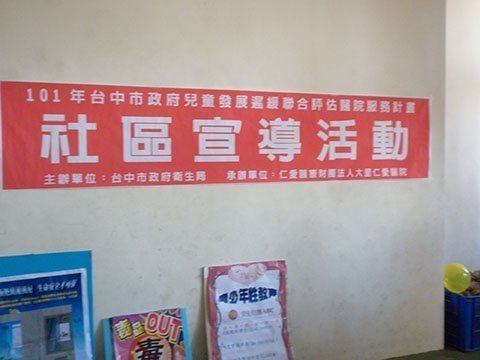 101年台中市政府兒童發展遲緩聯合評估醫院服務計畫
社區宣導活動
主辦單位：台中市政府衛生局　承辦單位：仁愛醫療財團法人大里仁愛醫院
OUT
毒
青少年性教
ABC